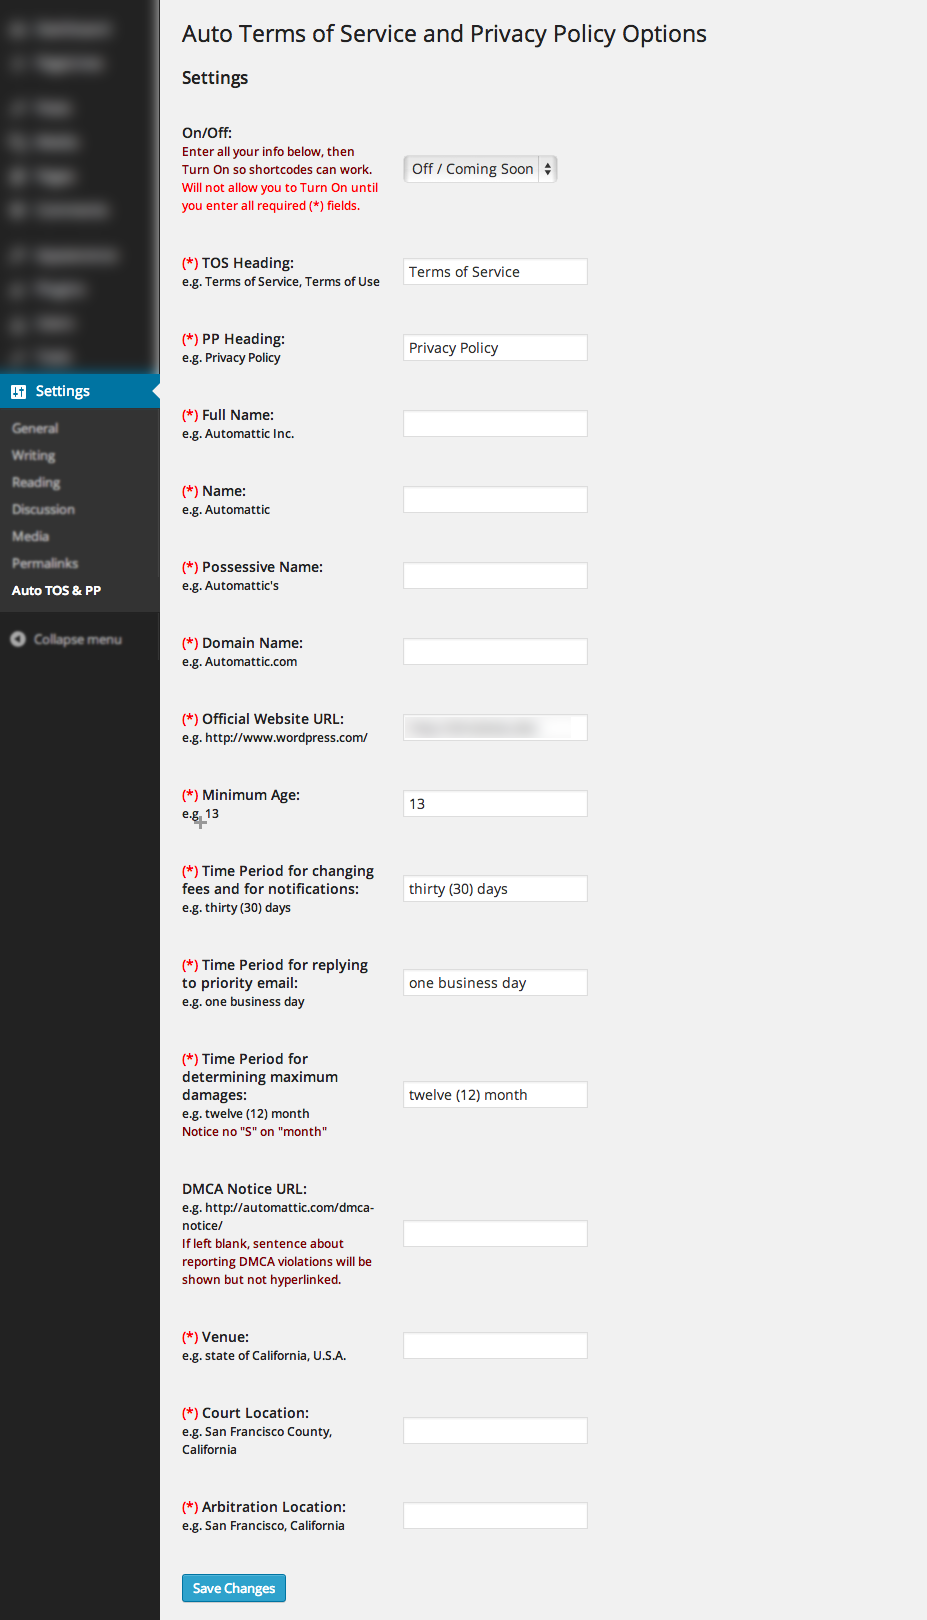 Auto Terms of Service and Privacy Policy Options
Settings
On/Off:
Enter all your info below, then
Turn On so shortcodes can work.
Will not allow you to Turn On until
you enter all required (*) fields.
Off / Coming Soon
(*) TOS Heading:
e.g. Terms of Service, Terms of Use
Terms of Service
(*) PP Heading:
e.g. Privacy Policy
Privacy Policy
(*) Full Name:
e.g. Automattic Inc.
(*) Name:
e.g. Automattic
(*) Possessive Name:
e.g. Automattic's
(*) Domain Name:
e.g. Automattic.com
(*) Official Website URL:
e.g. http://www.wordpress.com/
(*) Minimum Age:
e.g. 13
13
(*) Time Period for changing
fees and for notifications:
e.g. thirty (30) days
thirty (30) days
(*) Time Period for replying
to priority email:
e.g. one business day
one business day
(*) Time Period for
determining maximum
damages:
e.g. twelve (12) month
Notice no "S" on "month"
twelve (12) month
DMCA Notice URL:
e.g. http://automattic.com/dmca-
notice/
If left blank, sentence about
reporting DMCA violations will be
shown but not hyperlinked.
(*) Venue:
e.g. state of California, U.S.A.
(*) Court Location:
e.g. San Francisco County,
California
(*) Arbitration Location:
e.g. San Francisco, California
Save Changes
Settings
General
Writing
Reading
Discussion
Media
Permalinks
Auto TOS & PP
Collapse menu